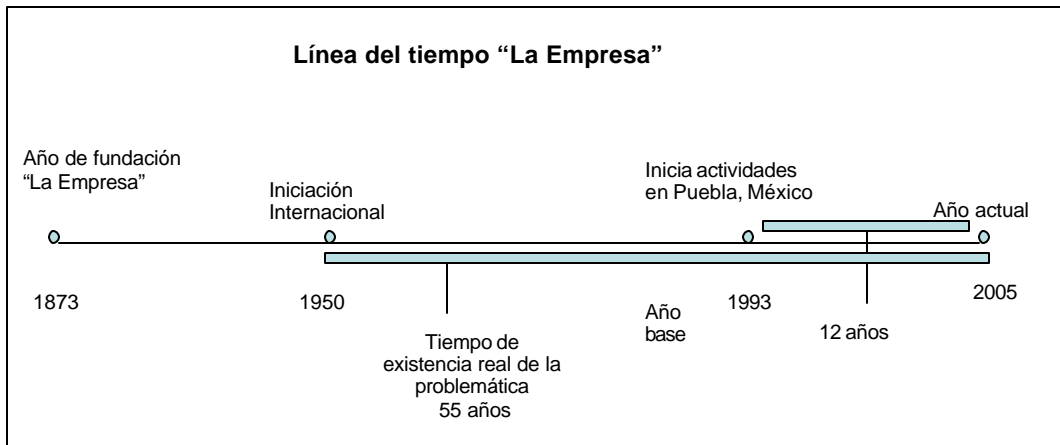 Línea del tiempo “La Empresa”
Año de fundación
“La Empresa”
Iniciación
Internacional
Inicia actividades
en Puebla, México
Año actual
1873
1950
Año
base
1993
2005
12 años
Tiempo de
existencia real de la
problemática
55 años